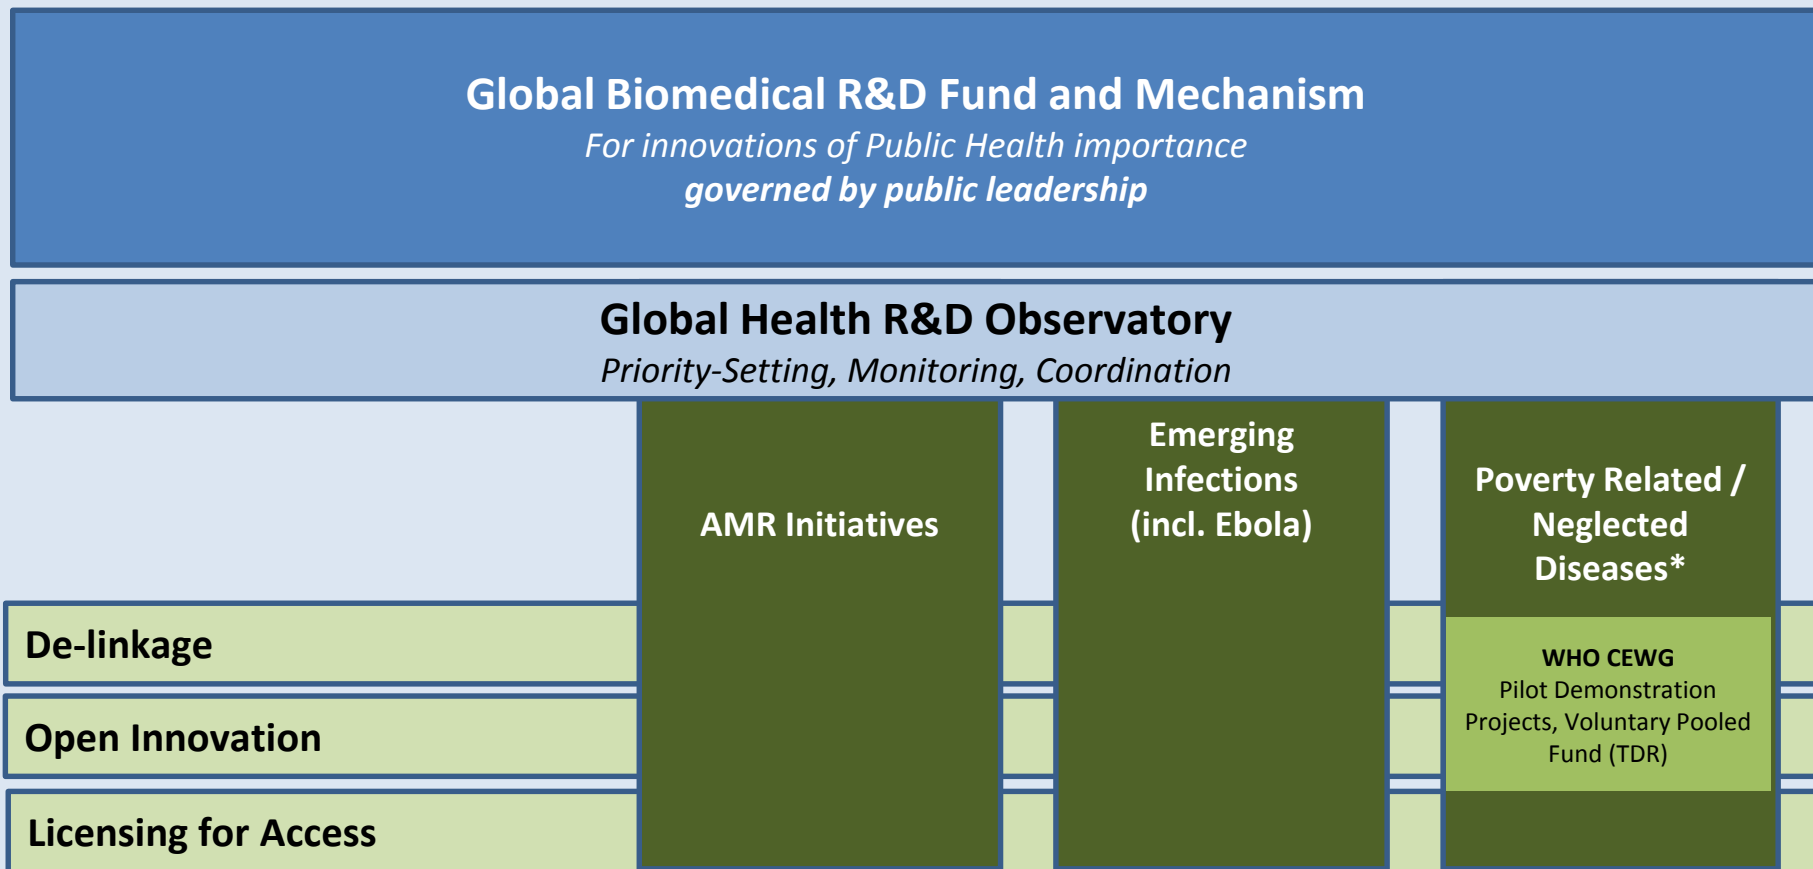 Global Biomedical R&D Fund and Mechanism
For innovations of Public Health importance
governed by public leadership
Global Health R&D Observatory
Priority-Setting, Monitoring, Coordination
AMR Initiatives
Emerging
Infections
(incl. Ebola)
Poverty Related /
Neglected
Diseases*
De-linkage
WHO CEWG
Pilot Demonstration
Projects, Voluntary Pooled
Fund (TDR)
Open Innovation
Licensing for Access